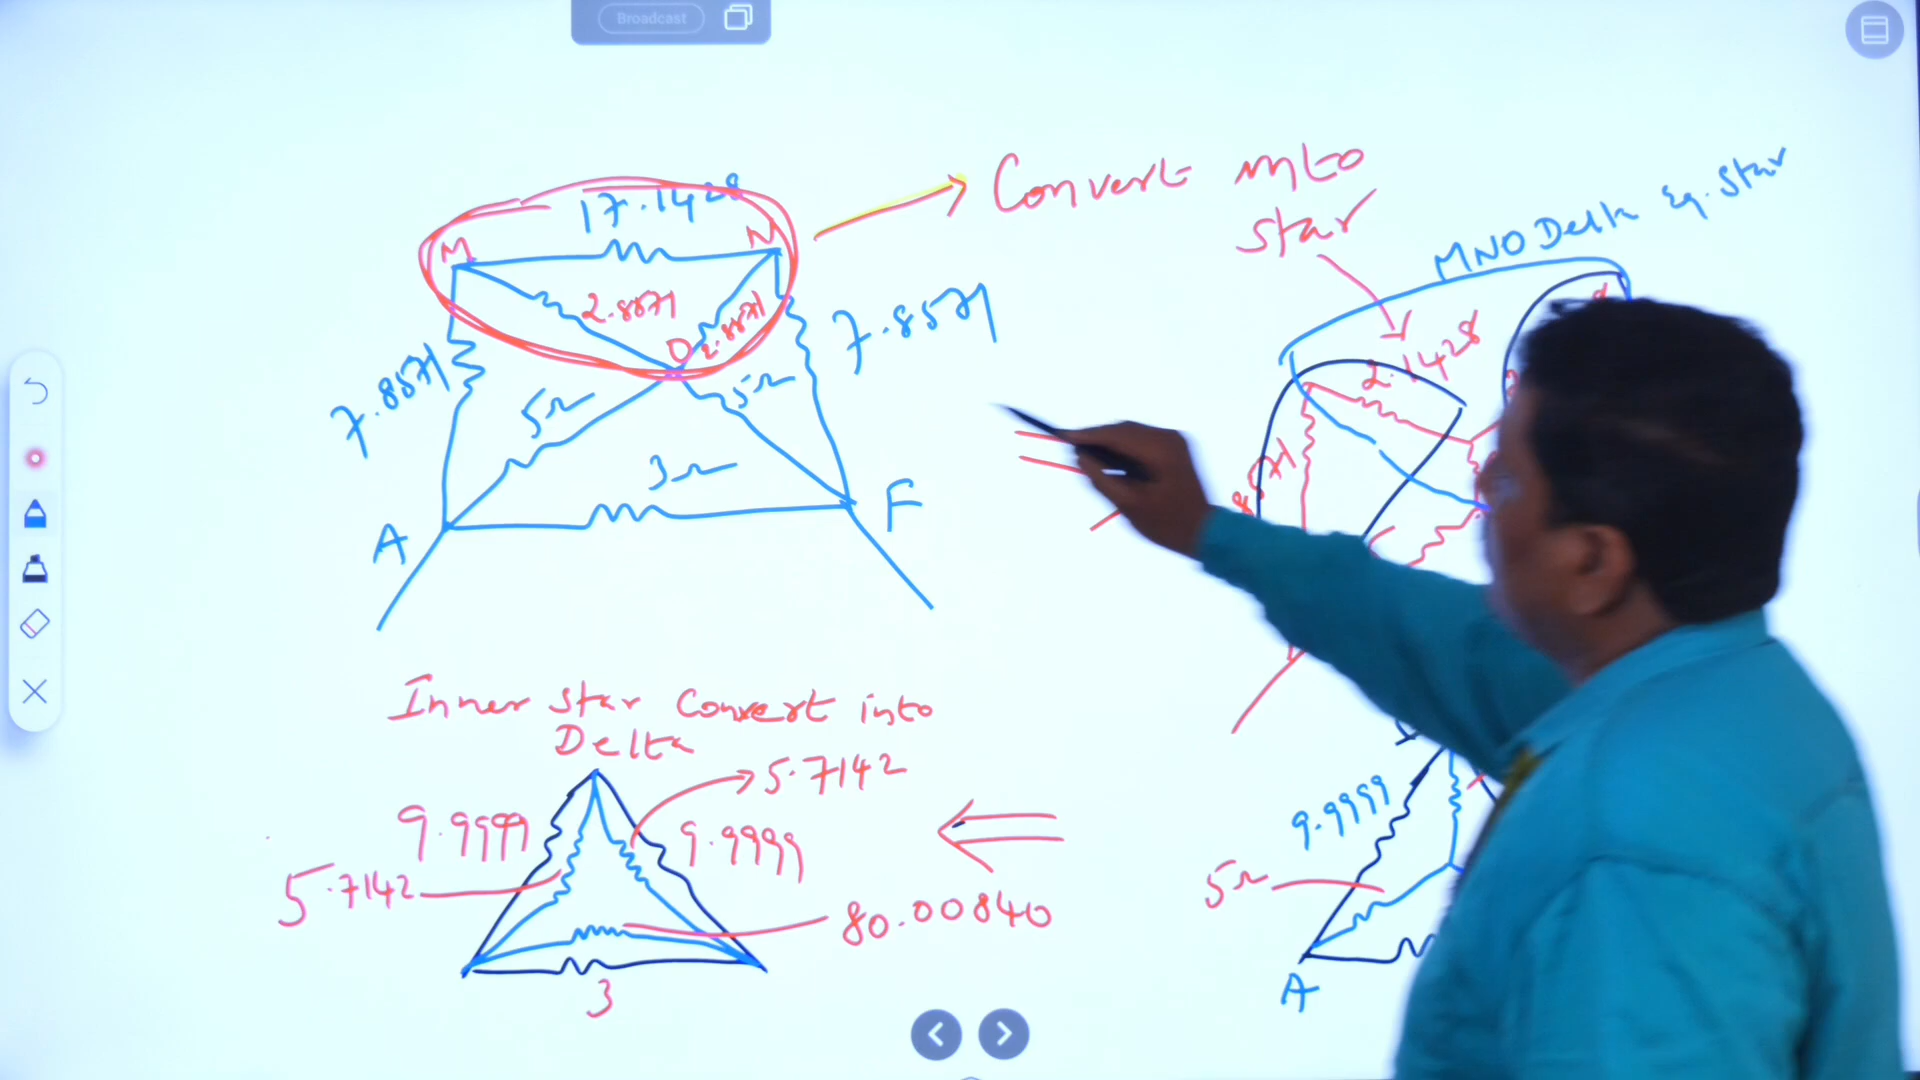 Broadcast
17.1428
M
N
2.8571
2.8571
O
7.8571
7.8571
5Ω
5Ω
3Ω
A
F
Convert into
star
MNO Delta Eq. Star
2.1428
8571
Inner Star Convert into
Delta
5.7142
9.9999
9.9999
5.7142
80.00840
3
9.9999
5Ω
A